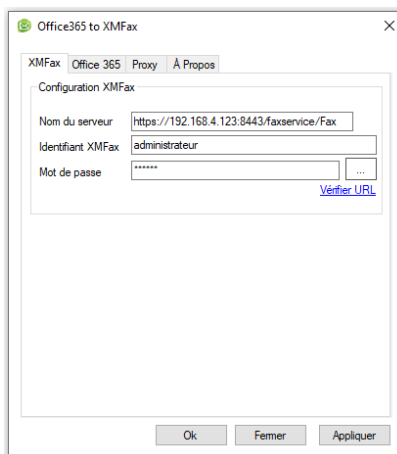 Office365 to XMFax
XMFax Office 365 Proxy À Propos
Configuration XMFax
Nom du serveur https://192.168.4.123:8443/faxservice/Fax
Identifiant XMFax administrateur
Mot de passe ****** ...
Vérifier URL
Ok Fermer Appliquer